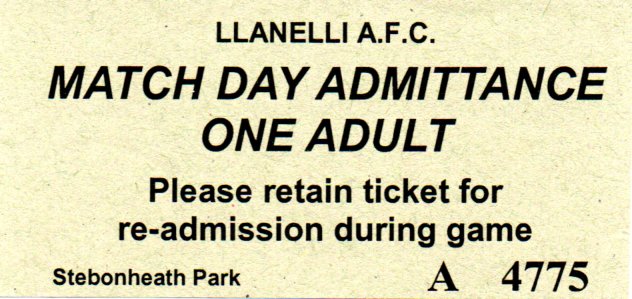 LLANELLI A.F.C.
MATCH DAY ADMITTANCE
ONE ADULT
Please retain ticket for
re-admission during game
Stebonheath Park A 4775